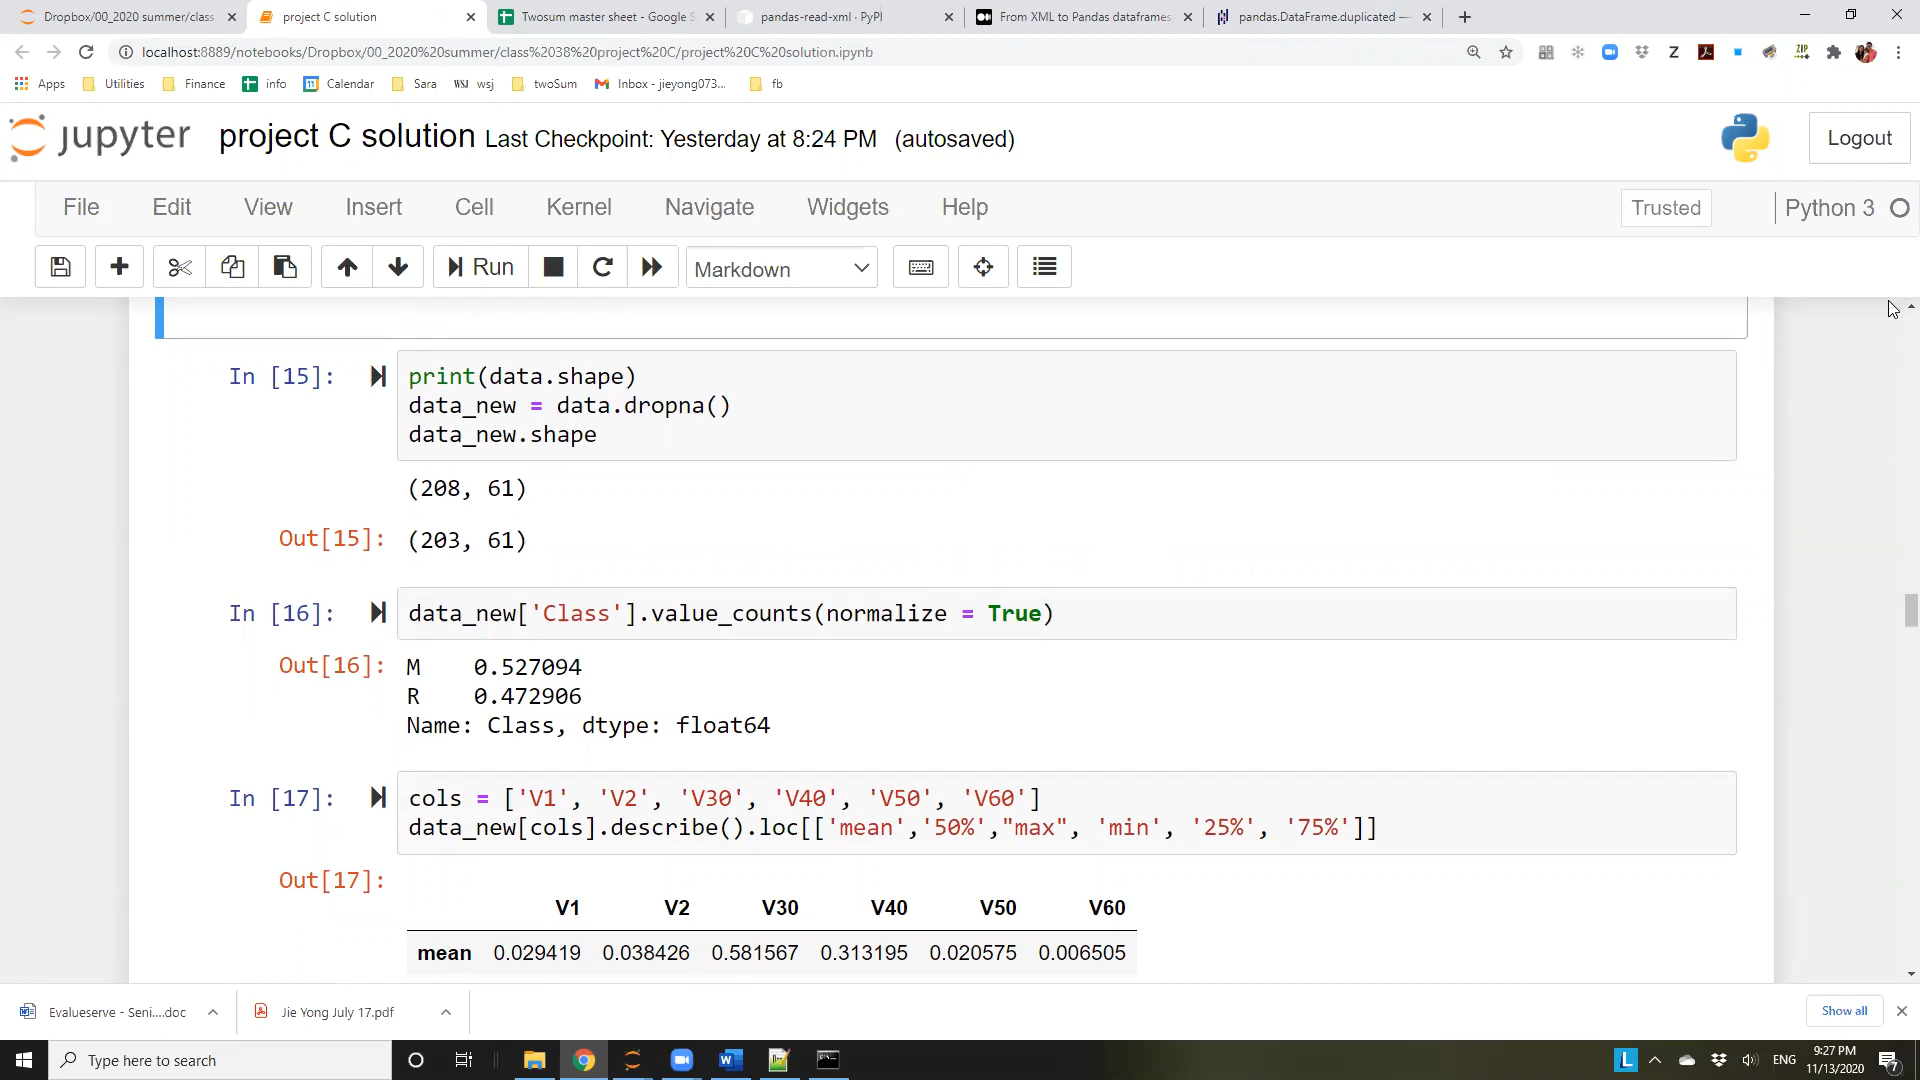 Dropbox/00_2020 summer/class
project C solution
Twosum master sheet - Google S
pandas-read-xml · PyPI
From XML to Pandas dataframes
pandas.DataFrame.duplicated —
localhost:8889/notebooks/Dropbox/00_2020%20summer/class%2038%20project%20C/project%20C%20solution.ipynb
Apps
Utilities
Finance
info
Calendar
Sara
WSJ wsj
twoSum
Inbox - jieyong073...
fb
jupyter project C solution Last Checkpoint: Yesterday at 8:24 PM (autosaved)
Logout
File Edit View Insert Cell Kernel Navigate Widgets Help
Trusted
Python 3
Run
Markdown
In [15]:
print(data.shape)
data_new = data.dropna()
data_new.shape
(208, 61)
Out[15]: (203, 61)
In [16]: data_new['Class'].value_counts(normalize = True)
Out[16]: M 0.527094
R 0.472906
Name: Class, dtype: float64
In [17]: cols = ['V1', 'V2', 'V30', 'V40', 'V50', 'V60']
data_new[cols].describe().loc[['mean','50%',"max", 'min', '25%', '75%']]
Out[17]:
V1 V2 V30 V40 V50 V60
mean 0.029419 0.038426 0.581567 0.313195 0.020575 0.006505
Evalueserve - Seni....doc
Jie Yong July 17.pdf
Show all
Type here to search
ENG
9:27 PM
11/13/2020